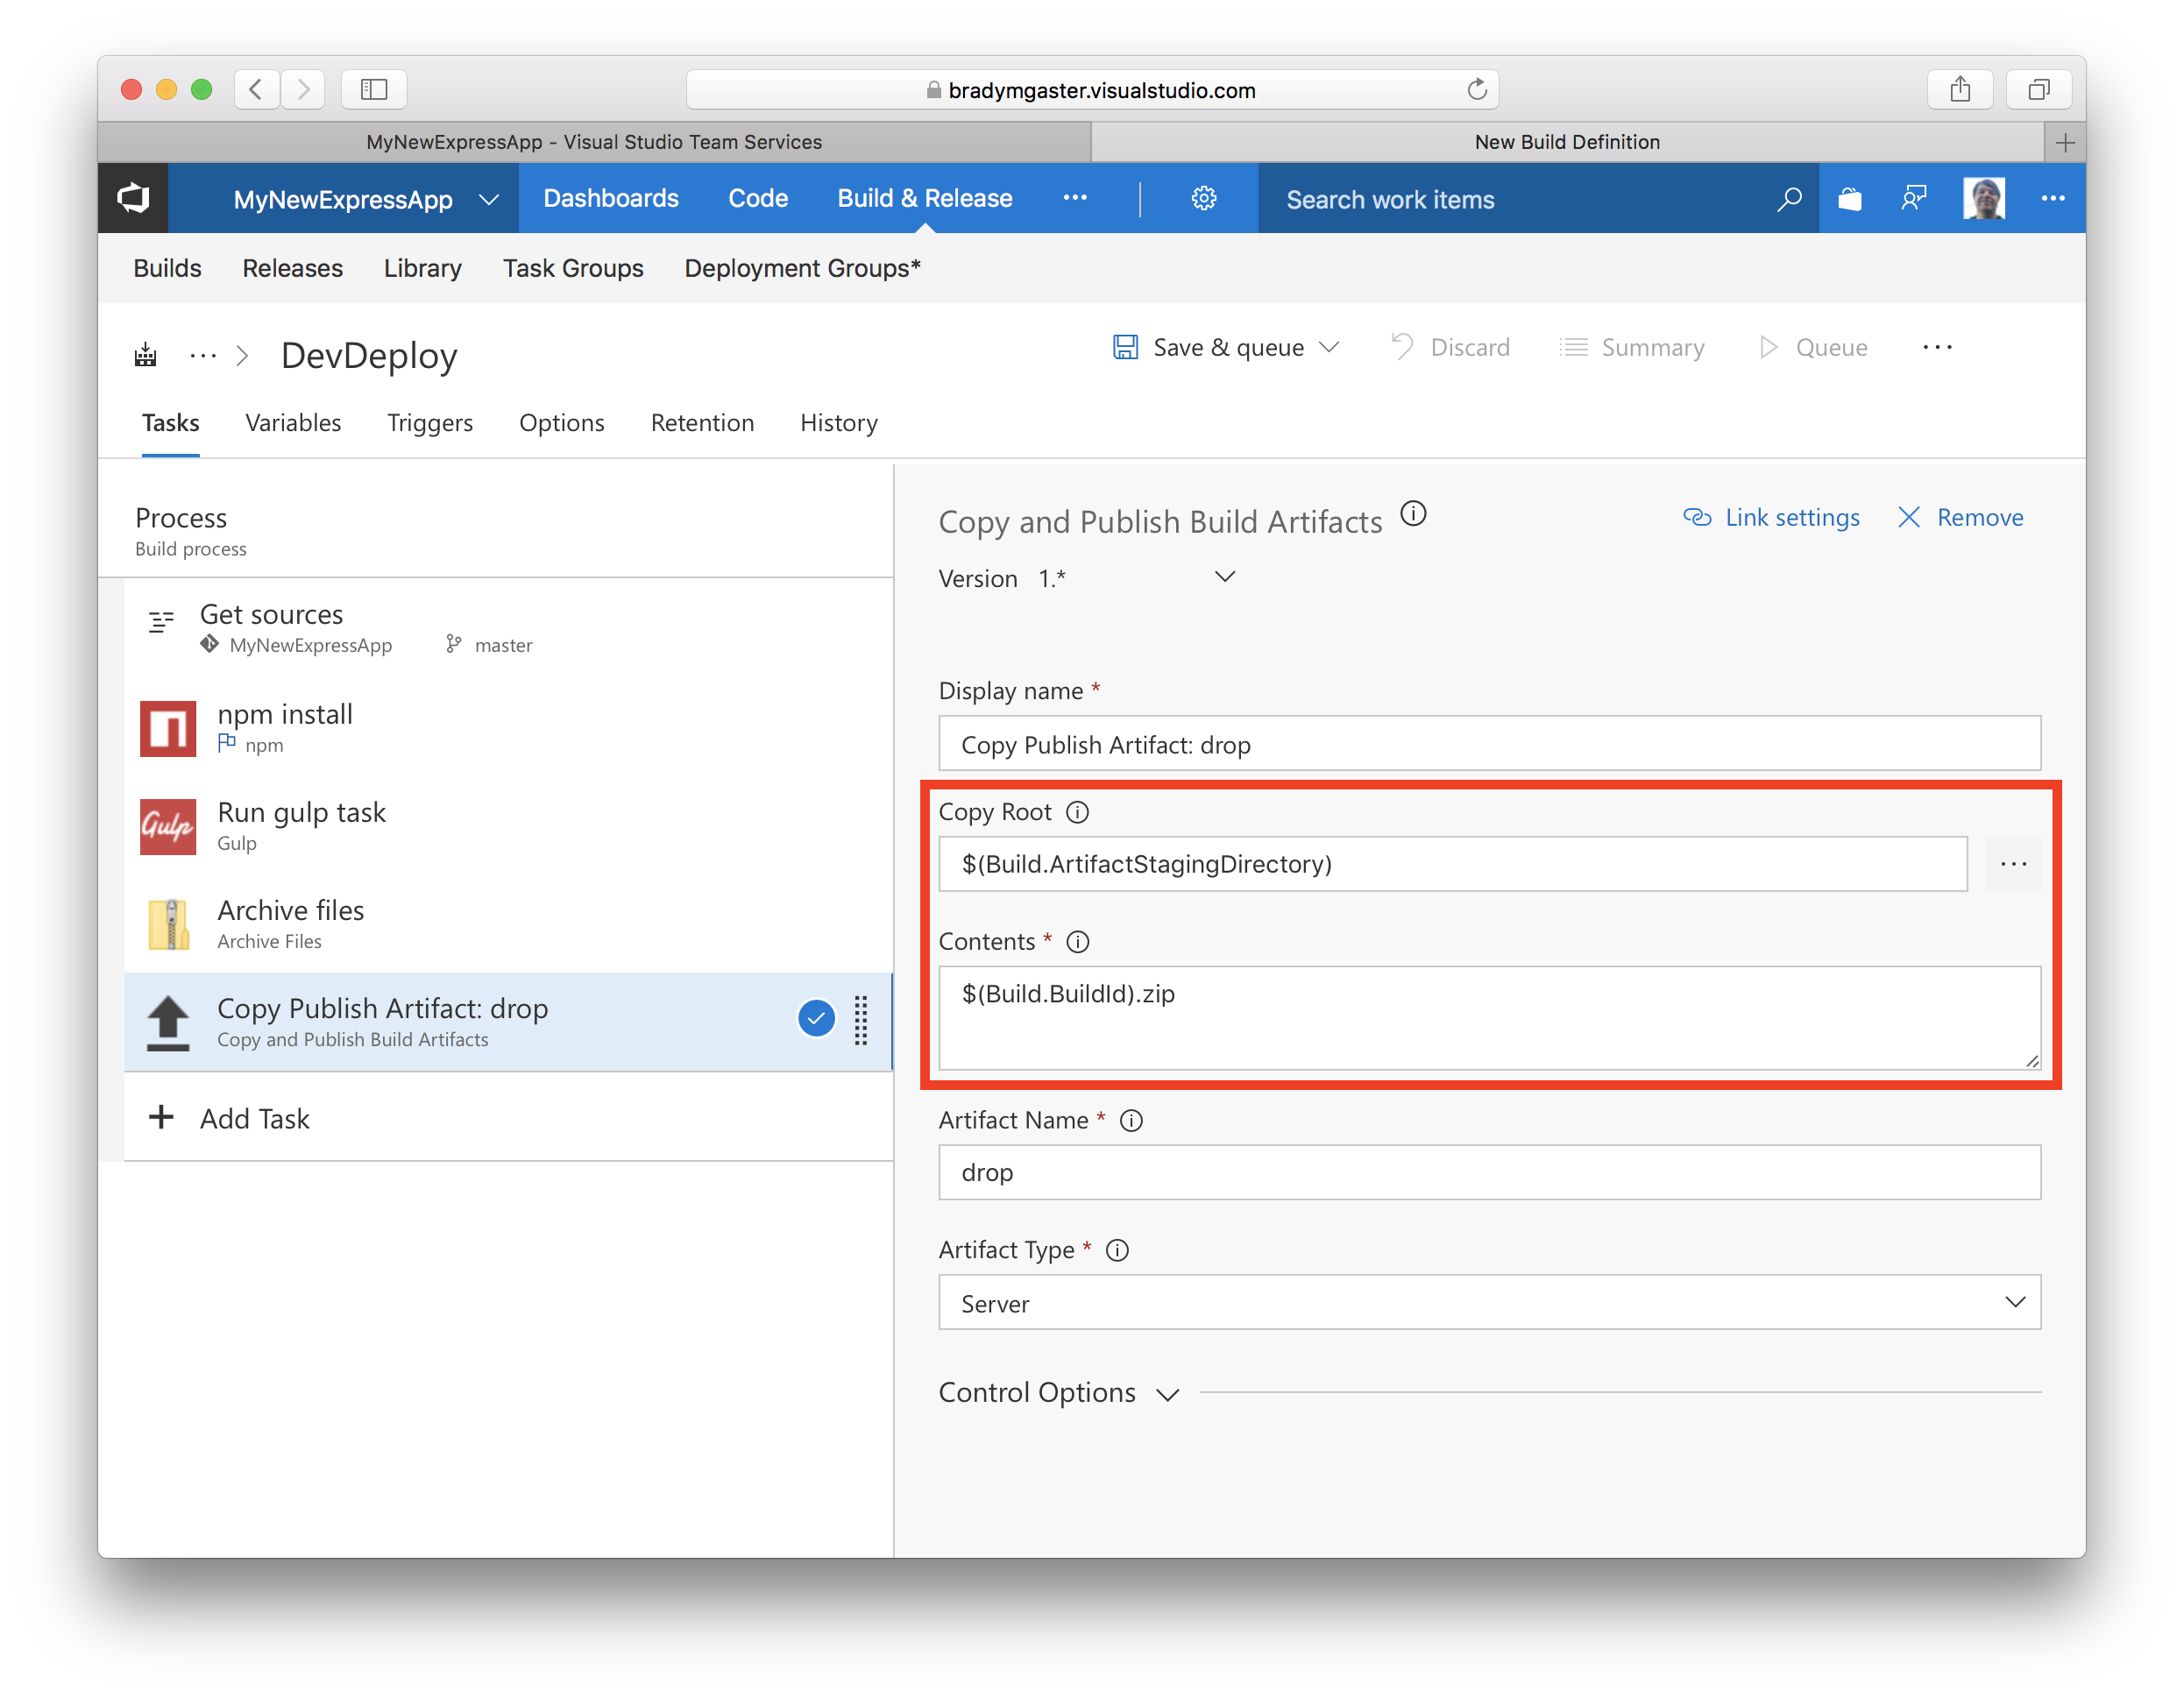 bradymgaster.visualstudio.com
MyNewExpressApp - Visual Studio Team Services
New Build Definition
MyNewExpressApp
Dashboards
Code
Build & Release
Search work items
Builds
Releases
Library
Task Groups
Deployment Groups*
DevDeploy
Save & queue
Discard
Summary
Queue
Tasks
Variables
Triggers
Options
Retention
History
Process
Build process
Get sources
MyNewExpressApp
master
npm install
npm
Run gulp task
Gulp
Gulp
Archive files
Archive Files
Copy Publish Artifact: drop
Copy and Publish Build Artifacts
Add Task
Copy and Publish Build Artifacts
Link settings
Remove
Version 1.*
Display name *
Copy Publish Artifact: drop
Copy Root
$(Build.ArtifactStagingDirectory)
Contents *
$(Build.BuildId).zip
Artifact Name *
drop
Artifact Type *
Server
Control Options